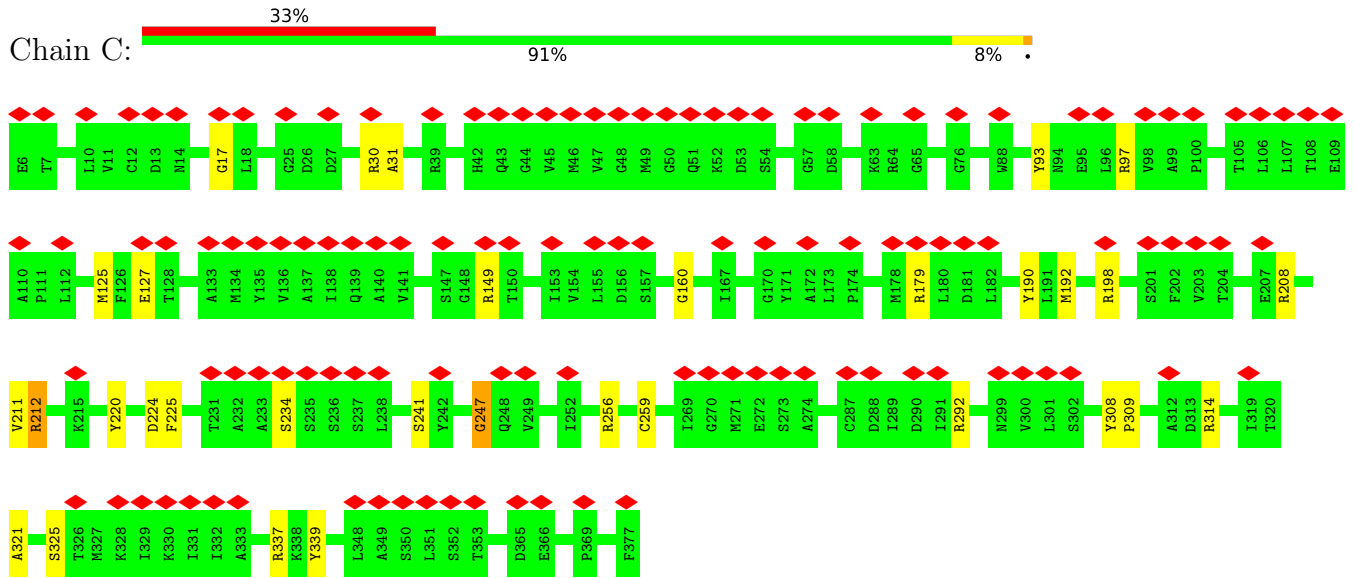 33%
Chain C:
91% 8% •
E6 T7 L10 V11 C12 D13 N14 G17 L18 G25 D26 D27 R30 A31 R39 H42 Q43 G44 V45 M46 V47 G48 M49 G50 Q51 K52 D53 S54 G57 D58 K63 R64 G65 G76 W88 Y93 N94 E95 L96 R97 V98 A99 P100 T105 L106 L107 T108 E109
A110 P111 L112 M125 F126 E127 T128 A133 M134 Y135 V136 A137 I138 Q139 A140 V141 S147 G148 R149 T150 I153 V154 L155 D156 S157 G160 I167 G170 Y171 A172 L173 P174 M178 R179 L180 D181 L182 Y190 L191 M192 R198 S201 F202 V203 T204 E207 R208
V211 R212 K215 Y220 D224 F225 T231 A232 A233 S234 S235 S236 S237 L238 S241 Y242 G247 Q248 V249 I252 R256 C259 I269 G270 M271 E272 S273 A274 C287 D288 I289 D290 I291 R292 N299 V300 L301 S302 Y308 P309 A312 D313 R314 I319 T320
A321 S325 T326 M327 K328 I329 K330 I331 I332 A333 R337 K338 Y339 L348 A349 S350 L351 S352 T353 D365 E366 P369 F377